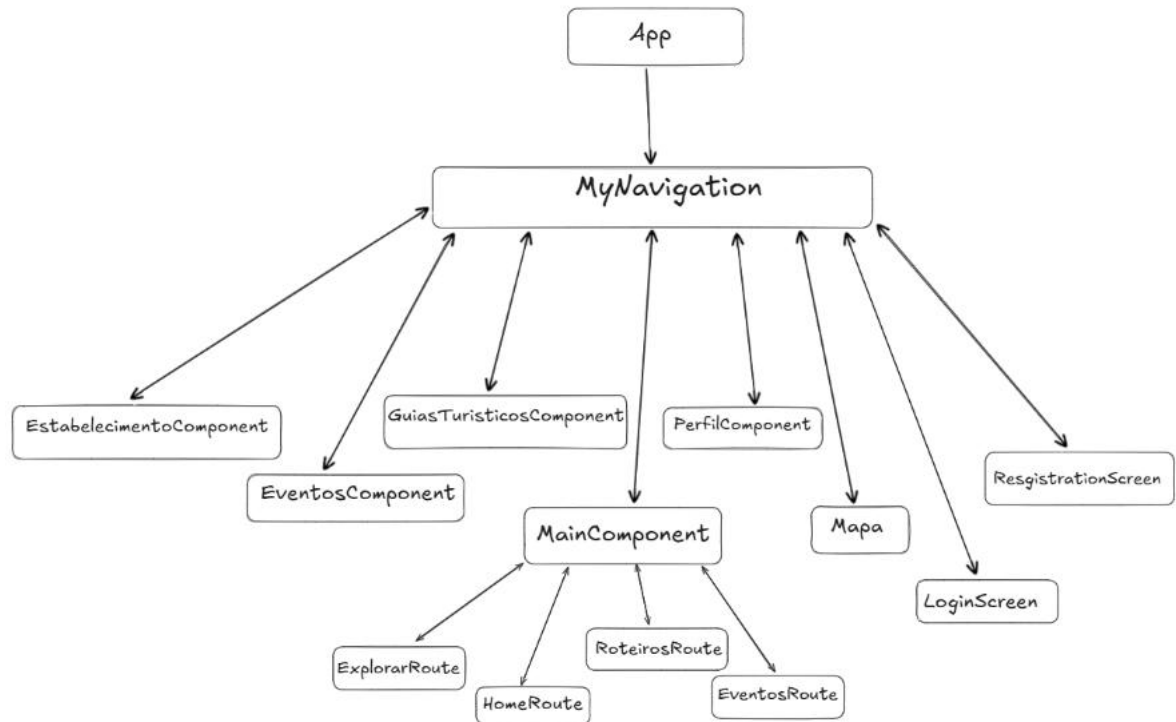 App
MyNavigation
EstabelecimentoComponent
EventosComponent
GuiasTuristicosComponent
MainComponent
PerfilComponent
Mapa
LoginScreen
ResgistrationScreen
ExplorarRoute
HomeRoute
RoteirosRoute
EventosRoute